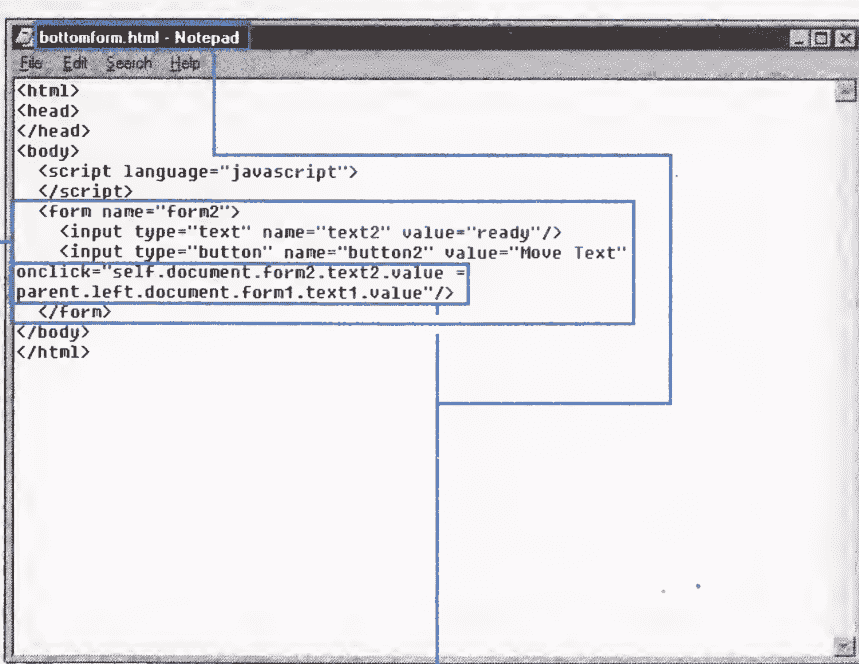 bottomform.html - Notepad
File Edit Search Help
<html>
<head>
</head>
<body>
<script language="javascript">
</script>
<form name="form2">
<input type="text" name="text2" value="ready"/>
<input type="button" name="button2" value="Move Text"
onclick="self.document.form2.text2.value =
parent.left.document.form1.text1.value"/>
</form>
</body>
</html>